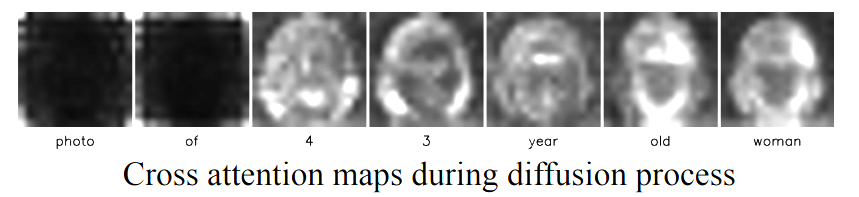 photo of 4 3 year old woman
Cross attention maps during diffusion process